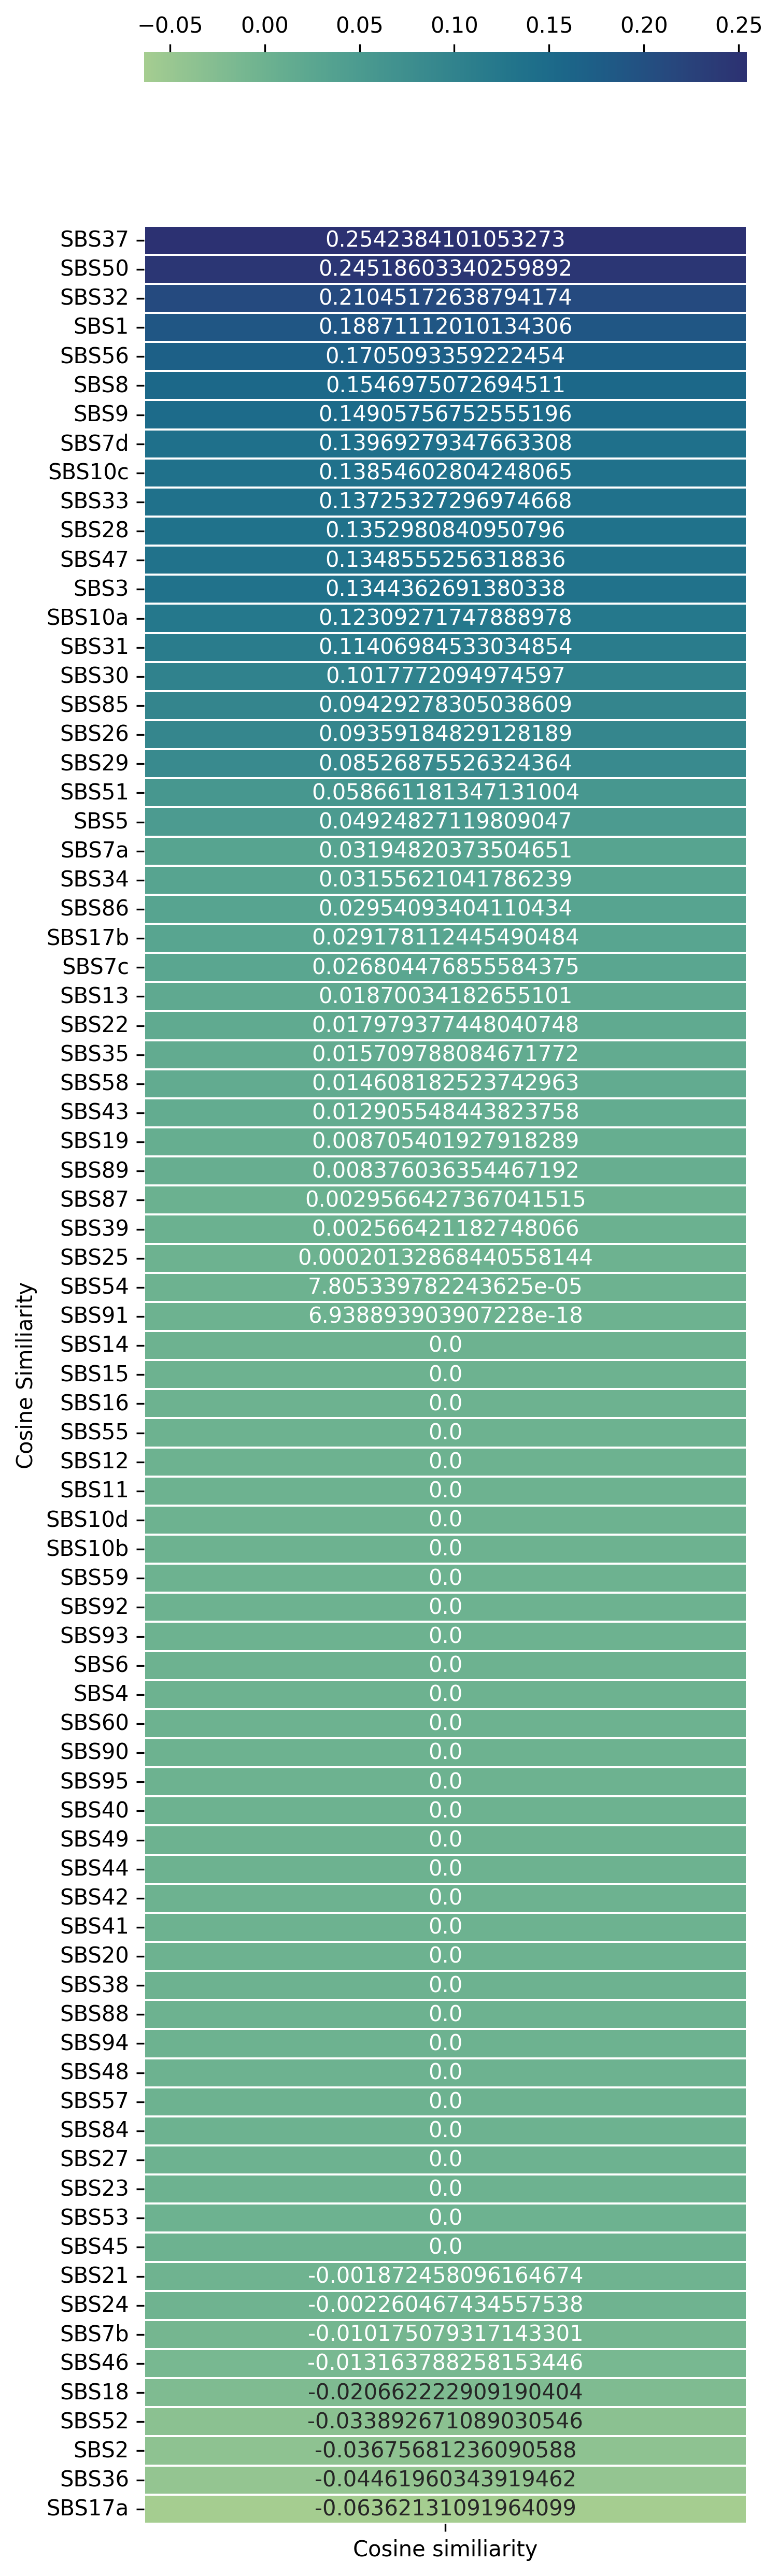 −0.05 0.00 0.05 0.10 0.15 0.20 0.25
SBS37 0.2542384101053273
SBS50 0.24518603340259892
SBS32 0.21045172638794174
SBS1 0.18871112010134306
SBS56 0.1705093359222454
SBS8 0.1546975072694511
SBS9 0.14905756752555196
SBS7d 0.13969279347663308
SBS10c 0.13854602804248065
SBS33 0.13725327296974668
SBS28 0.1352980840950796
SBS47 0.1348555256318836
SBS3 0.1344362691380338
SBS10a 0.12309271747888978
SBS31 0.11406984533034854
SBS30 0.1017772094974597
SBS85 0.09429278305038609
SBS26 0.09359184829128189
SBS29 0.08526875526324364
SBS51 0.058661181347131004
SBS5 0.04924827119809047
SBS7a 0.03194820373504651
SBS34 0.03155621041786239
SBS86 0.02954093404110434
SBS17b 0.029178112445490484
SBS7c 0.026804476855584375
SBS13 0.01870034182655101
SBS22 0.017979377448040748
SBS35 0.015709788084671772
SBS58 0.014608182523742963
SBS43 0.012905548443823758
SBS19 0.008705401927918289
SBS89 0.008376036354467192
SBS87 0.0029566427367041515
SBS39 0.002566421182748066
SBS25 0.00020132868440558144
SBS54 7.805339782243625e-05
SBS91 6.938893903907228e-18
SBS14 0.0
SBS15 0.0
SBS16 0.0
SBS55 0.0
SBS12 0.0
SBS11 0.0
SBS10d 0.0
SBS10b 0.0
SBS59 0.0
SBS92 0.0
SBS93 0.0
SBS6 0.0
SBS4 0.0
SBS60 0.0
SBS90 0.0
SBS95 0.0
SBS40 0.0
SBS49 0.0
SBS44 0.0
SBS42 0.0
SBS41 0.0
SBS20 0.0
SBS38 0.0
SBS88 0.0
SBS94 0.0
SBS48 0.0
SBS57 0.0
SBS84 0.0
SBS27 0.0
SBS23 0.0
SBS53 0.0
SBS45 0.0
SBS21 -0.001872458096164674
SBS24 -0.002260467434557538
SBS7b -0.010175079317143301
SBS46 -0.013163788258153446
SBS18 -0.020662222909190404
SBS52 -0.033892671089030546
SBS2 -0.03675681236090588
SBS36 -0.04461960343919462
SBS17a -0.06362131091964099
Cosine Similiarity
Cosine similiarity